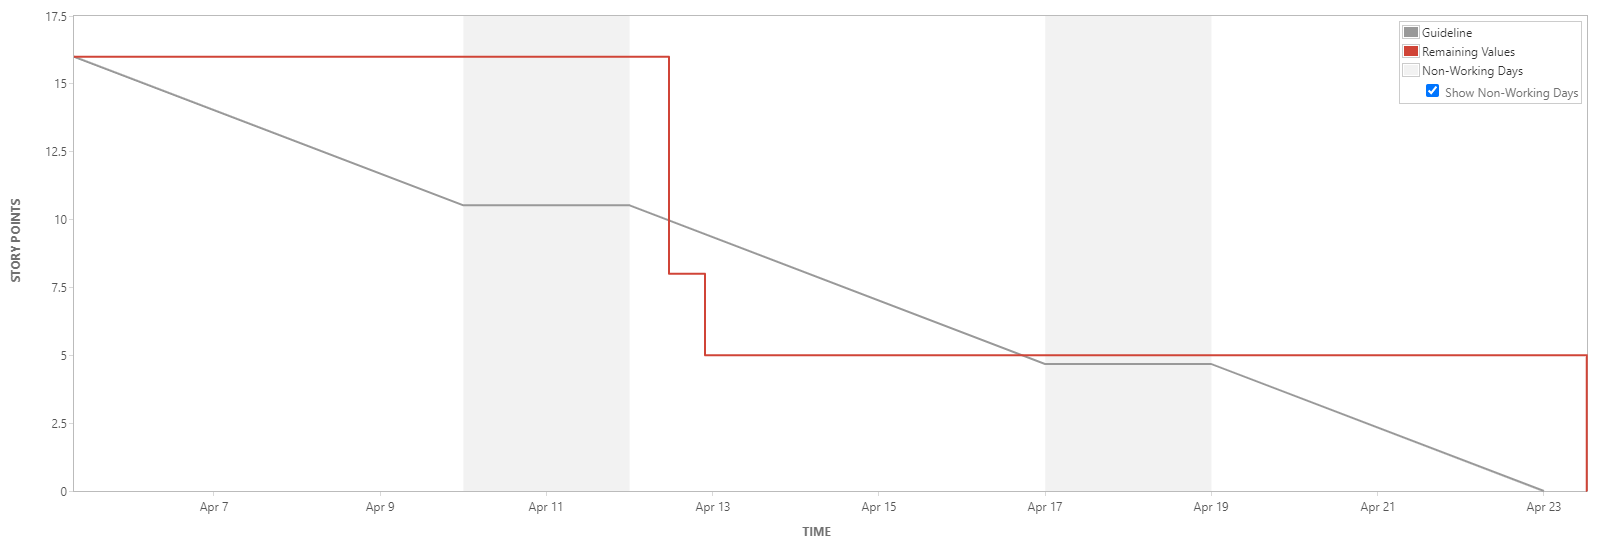 17.5
15
12.5
10
7.5
5
2.5
0
STORY POINTS
Guideline
Remaining Values
Non-Working Days
Show Non-Working Days
Apr 7 Apr 9 Apr 11 Apr 13 Apr 15 Apr 17 Apr 19 Apr 21 Apr 23
TIME